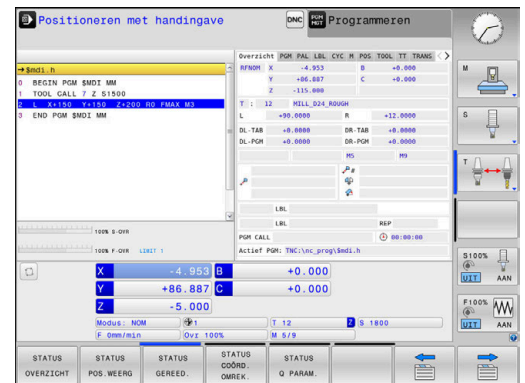 Positioneren met handingave
DNC PGM MGT Programmeren
Overzicht PGM PAL LBL CYC M POS TOOL TT TRANS
→$mdi.h
0 BEGIN PGM $MDI MM
1 TOOL CALL 7 Z S1500
2 L X+150 Y+150 Z+200 R0 FMAX M3
3 END PGM $MDI MM
RFNOM X -4.953 B +0.000
Y +86.887 C +0.000
Z -115.000
T : 12 MILL_D24_ROUGH
L +90.0000 R +12.0000
DL-TAB +0.0000 DR-TAB +0.0000
DL-PGM +0.0000 DR-PGM +0.0000
M5 M9
LBL
LBL REP
PGM CALL 00:00:00
Actief PGM: TNC:\nc_prog\$mdi.h
100% S-OVR
100% F-OVR LIMIT 1
X -4.953 B +0.000
Y +86.887 C +0.000
Z -5.000
Modus: NOM 1 T 12 Z S 1800
F 0mm/min Ovr 100% M 5/9
M
S
T
S100%
UIT AAN
F100%
UIT AAN
STATUS OVERZICHT
STATUS POS.WEERG
STATUS GEREED.
STATUS COÖRD. OMREK.
STATUS Q PARAM.